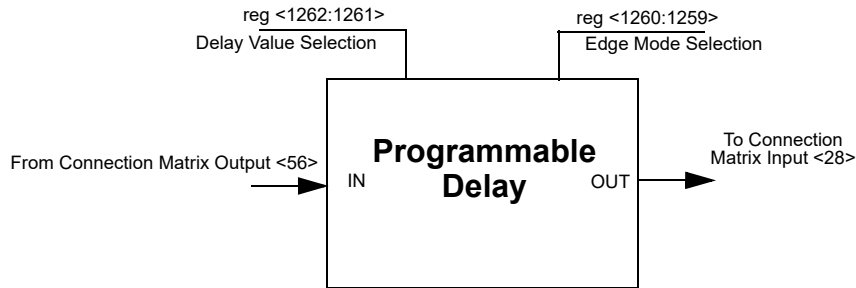 reg <1262:1261>
Delay Value Selection
reg <1260:1259>
Edge Mode Selection
From Connection Matrix Output <56>
IN
Programmable
Delay
OUT
To Connection
Matrix Input <28>